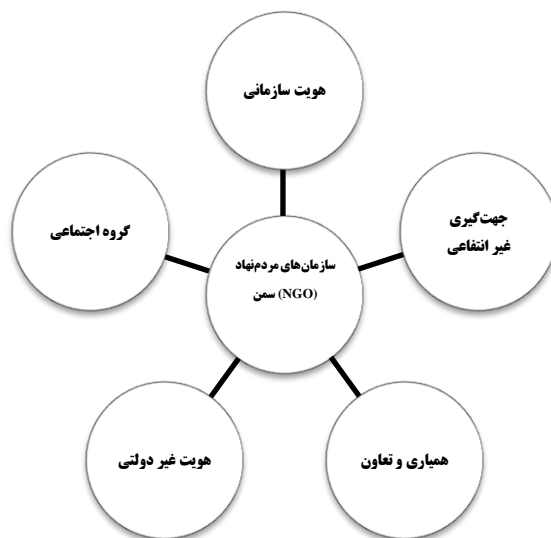 هویت سازمانی
جهت‌گیری
غیر انتفاعی
گروه اجتماعی
سازمان‌های مردم‌نهاد
(NGO) سمن
همیاری و تعاون
هویت غیر دولتی